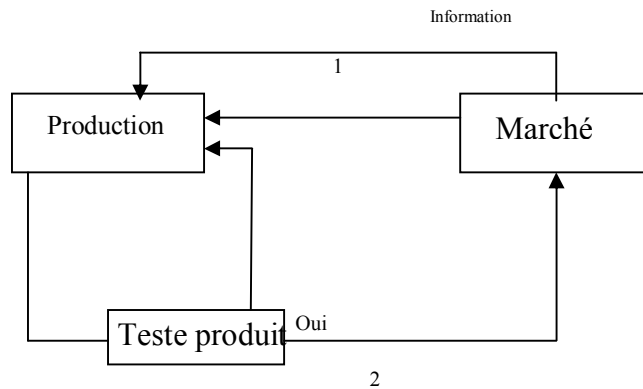 Information
1
Production
Marché
Teste produit
Oui
2